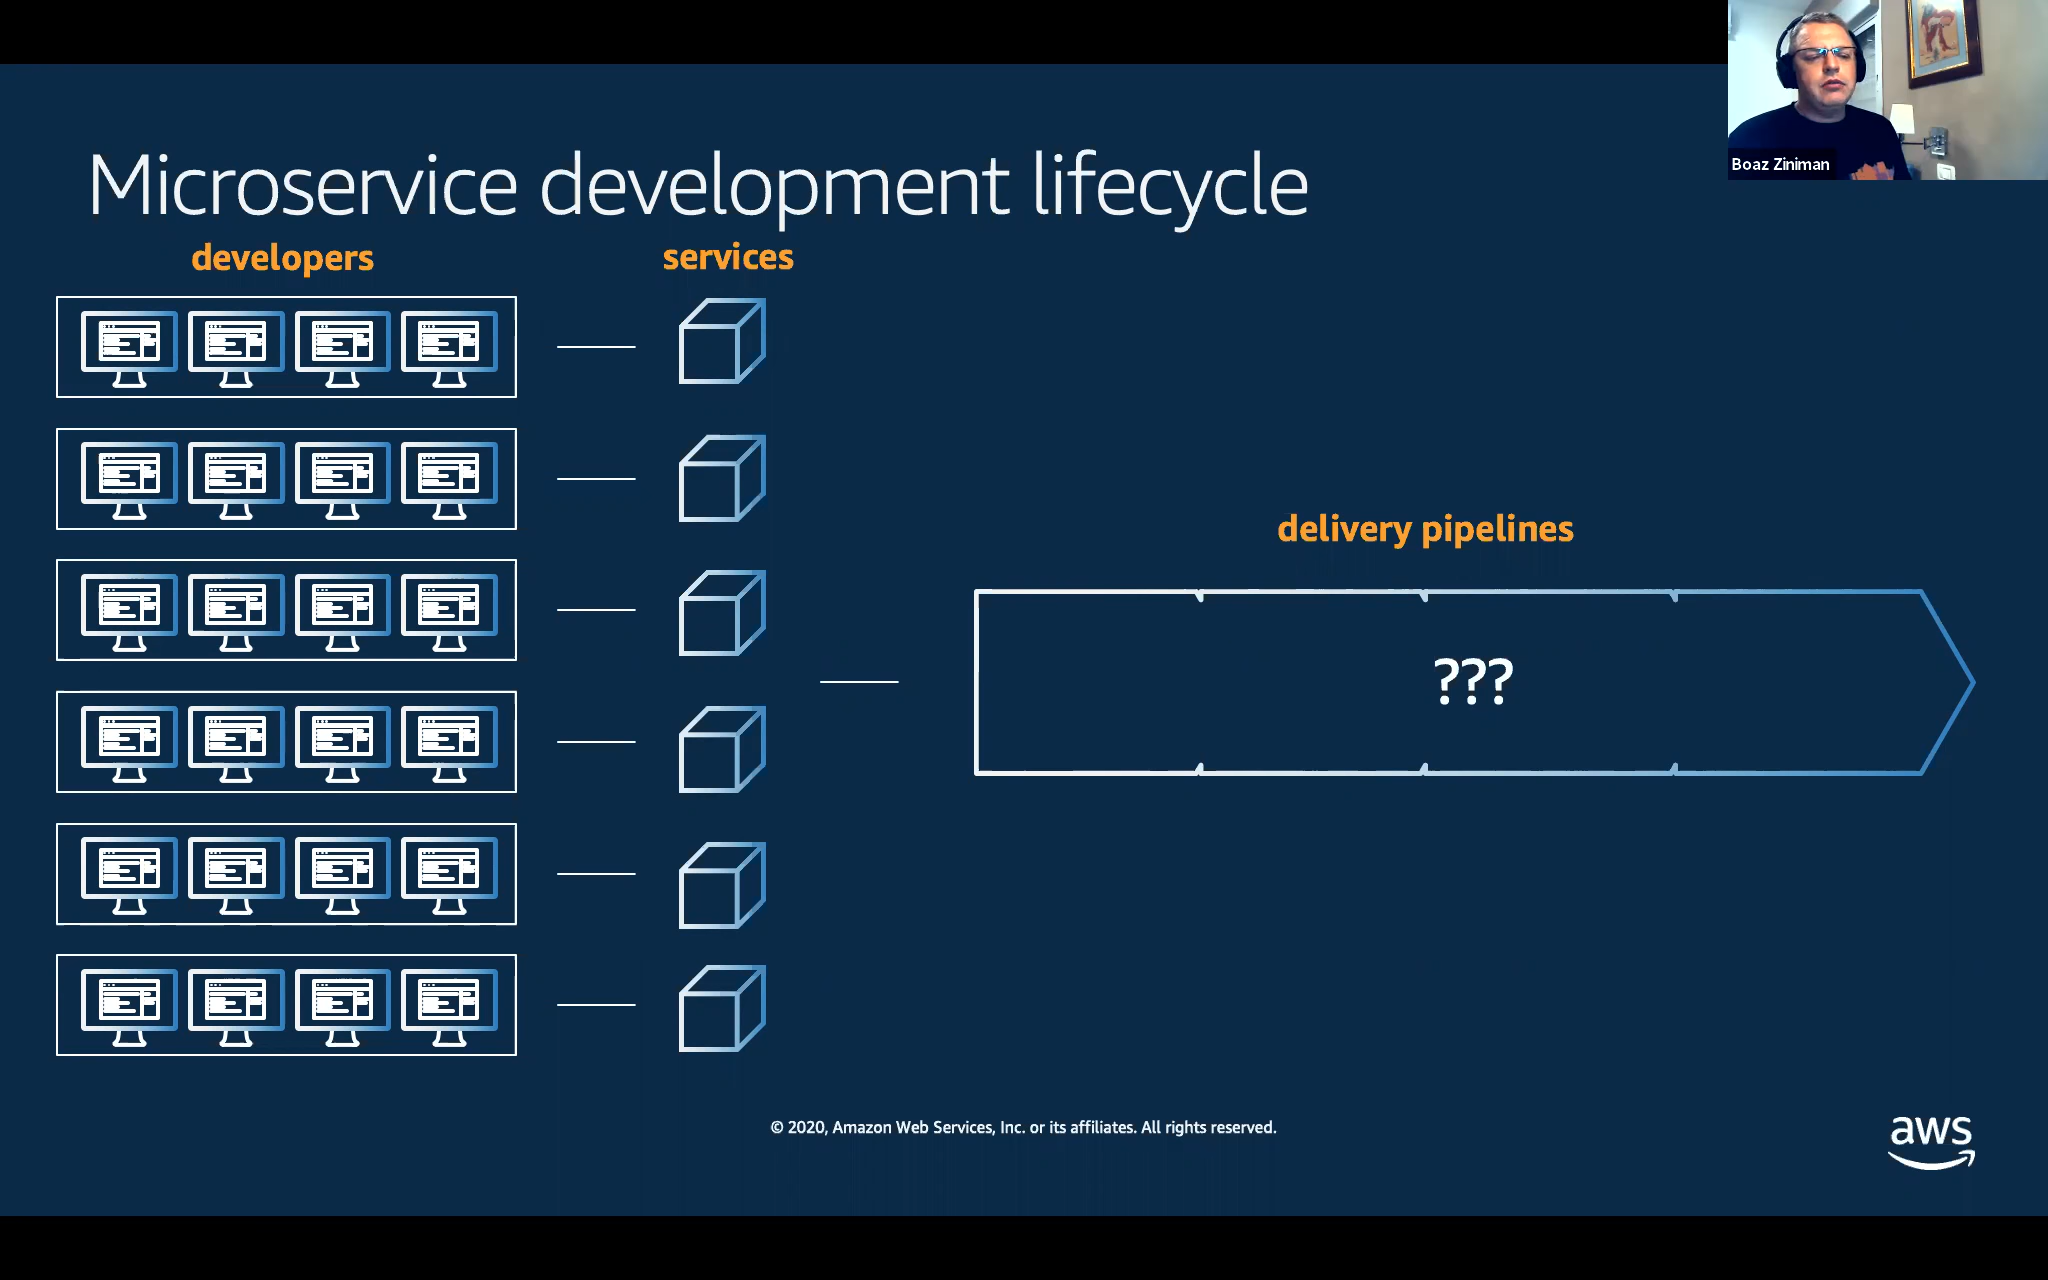 Boaz Ziniman
Microservice development lifecycle
developers
services
delivery pipelines
???
© 2020, Amazon Web Services, Inc. or its affiliates. All rights reserved.
aws